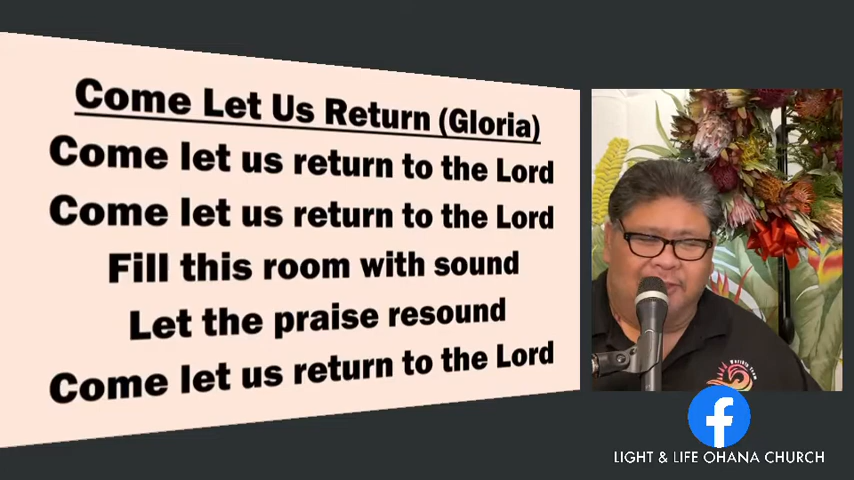 Come Let Us Return (Gloria)
Come let us return to the Lord
Come let us return to the Lord
Fill this room with sound
Let the praise resound
Come let us return to the Lord
Worship Team
f
LIGHT & LIFE OHANA CHURCH